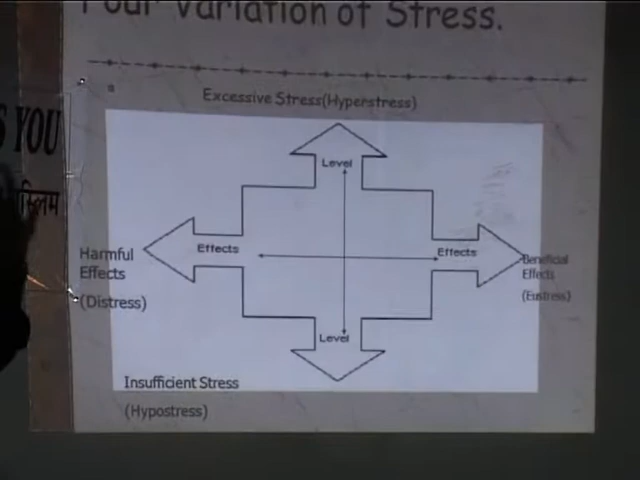 Four Variation of Stress.
Excessive Stress(Hyperstress)
YOU
Level
Effects
Effects
Harmful
Effects
(Distress)
Beneficial
Effects
(Eustress)
Level
Insufficient Stress
(Hypostress)